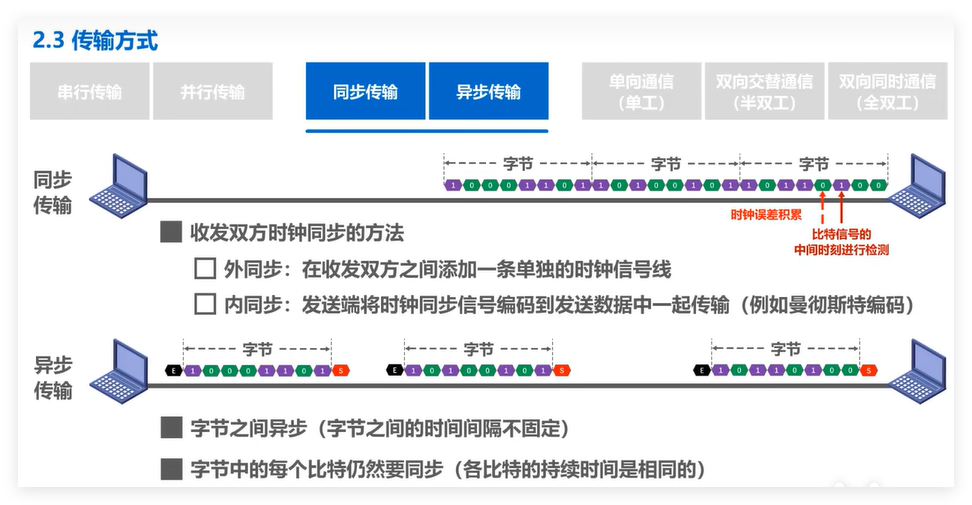 2.3 传输方式
串行传输 并行传输 同步传输 异步传输 单向通信 双向交替通信 双向同时通信
（单工） （半双工） （全双工）
字节 字节 字节
同步
传输
1 0 0 0 1 1 0 1 1 0 1 0 0 1 0 1 1 0 1 1 0 1 0 0
时钟误差积累
比特信号的
中间时刻进行检测
收发双方时钟同步的方法
外同步：在收发双方之间添加一条单独的时钟信号线
内同步：发送端将时钟同步信号编码到发送数据中一起传输（例如曼彻斯特编码）
字节 字节 字节
异步
传输
E 1 0 0 0 1 1 0 1 S E 1 0 1 0 0 1 0 1 S E 1 0 1 1 0 1 0 0 S
字节之间异步（字节之间的时间间隔不固定）
字节中的每个比特仍然要同步（各比特的持续时间是相同的）